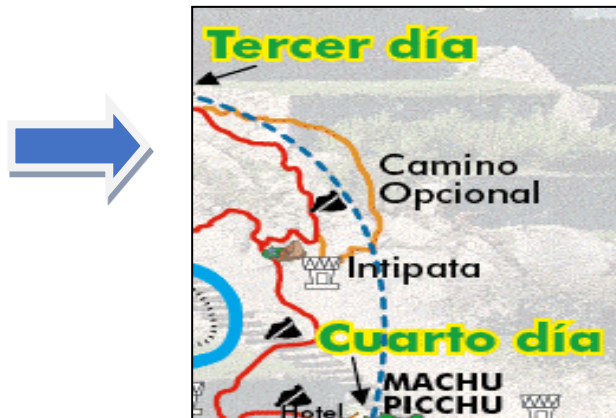 Tercer día
Camino
Opcional
Intipata
Cuarto día
MACHU
PICCHU
Hotel